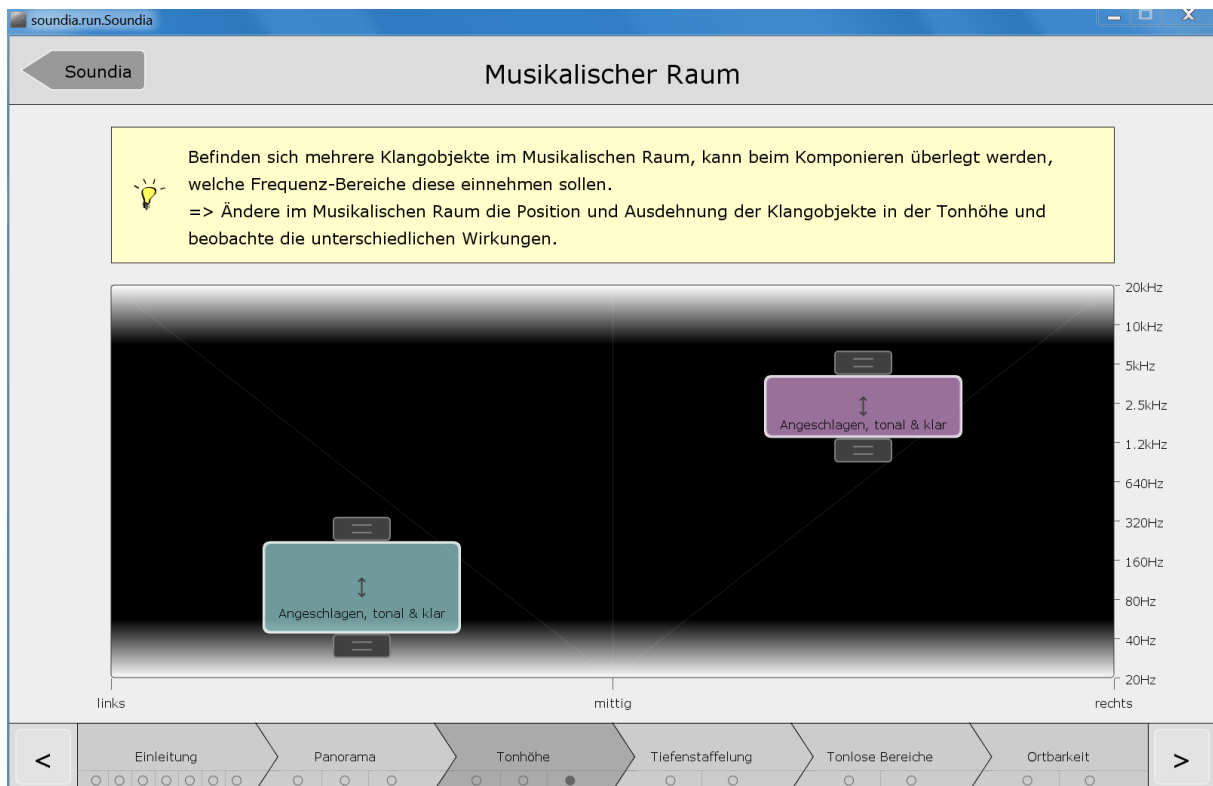 soundia.run.Soundia
Soundia
Musikalischer Raum
Befinden sich mehrere Klangobjekte im Musikalischen Raum, kann beim Komponieren überlegt werden,
welche Frequenz-Bereiche diese einnehmen sollen.
=> Ändere im Musikalischen Raum die Position und Ausdehnung der Klangobjekte in der Tonhöhe und
beobachte die unterschiedlichen Wirkungen.
20kHz
10kHz
5kHz
2.5kHz
Angeschlagen, tonal & klar
1.2kHz
640Hz
320Hz
160Hz
80Hz
Angeschlagen, tonal & klar
40Hz
20Hz
links
mittig
rechts
<
Einleitung
Panorama
Tonhöhe
Tiefenstaffelung
Tonlose Bereiche
Ortbarkeit
>